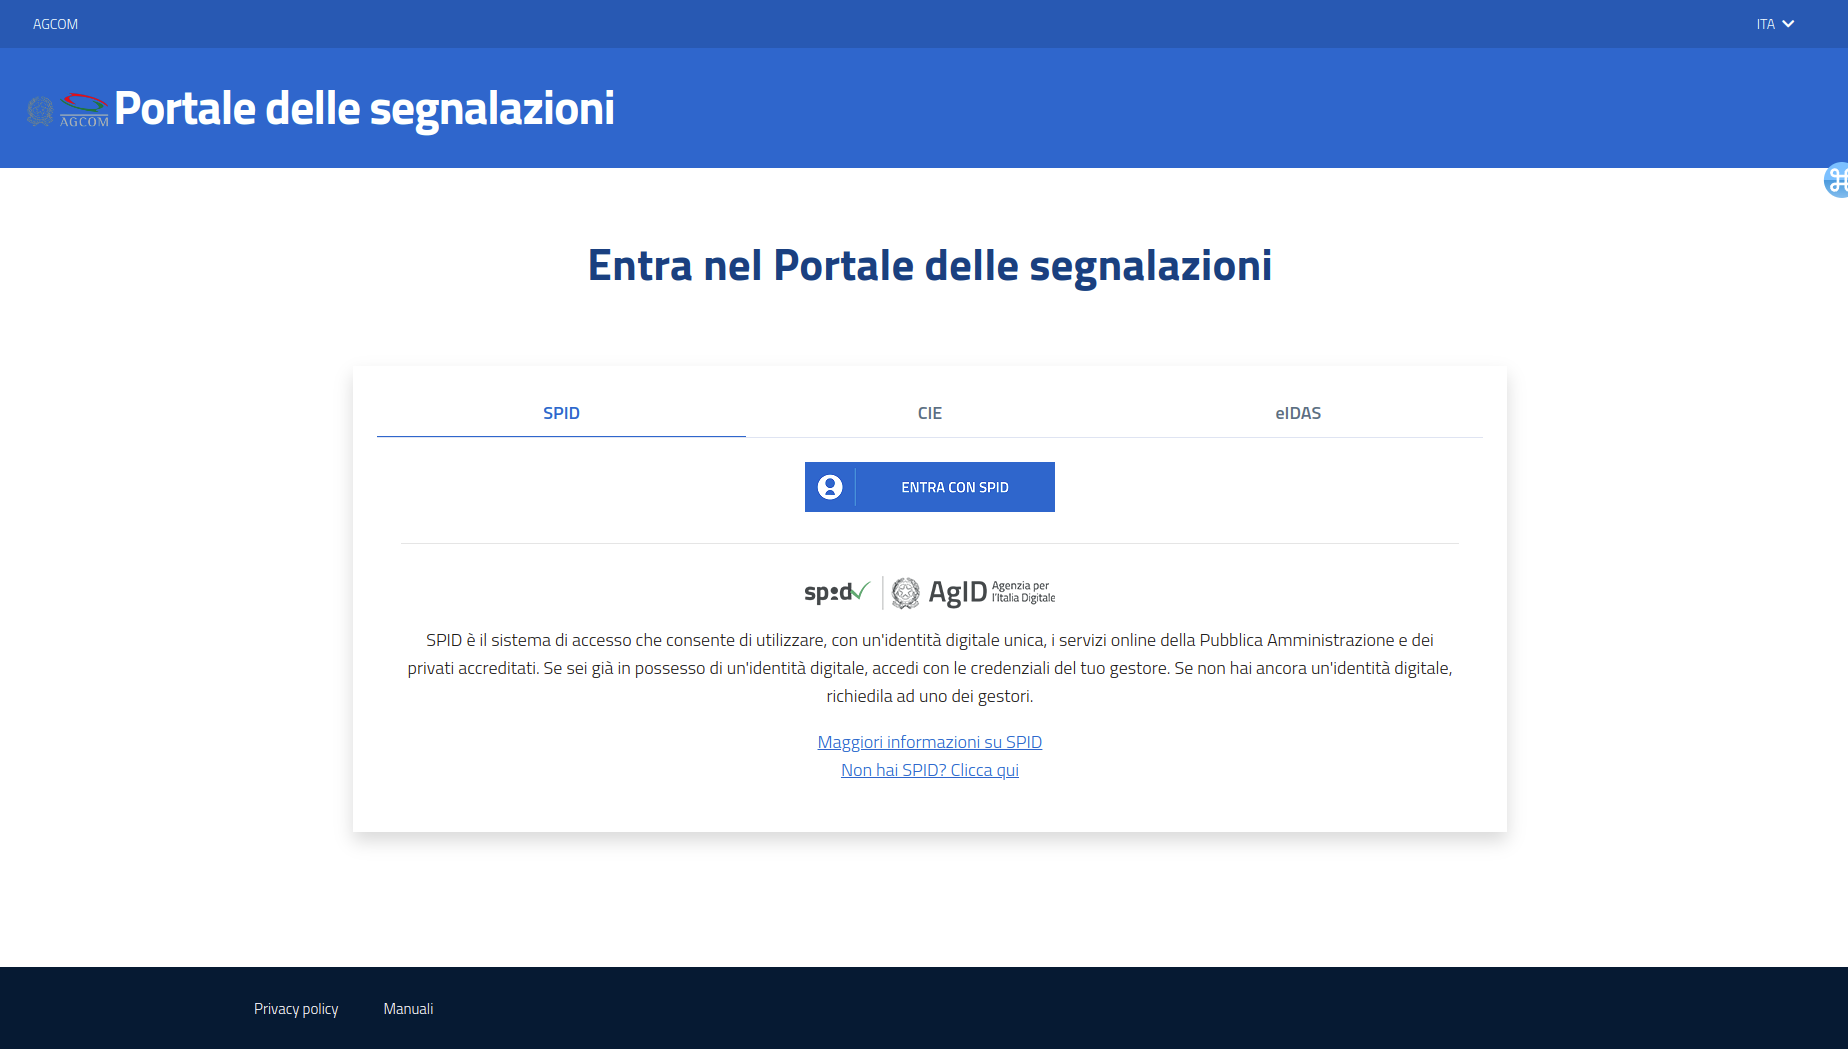 AGCOM
ITA
AGCOM
Portale delle segnalazioni
Entra nel Portale delle segnalazioni
SPID
CIE
eIDAS
ENTRA CON SPID
spid
AgID
Agenzia per
l'Italia Digitale
SPID è il sistema di accesso che consente di utilizzare, con un'identità digitale unica, i servizi online della Pubblica Amministrazione e dei
privati accreditati. Se sei già in possesso di un'identità digitale, accedi con le credenziali del tuo gestore. Se non hai ancora un'identità digitale,
richiedila ad uno dei gestori.
Maggiori informazioni su SPID
Non hai SPID? Clicca qui
Privacy policy
Manuali